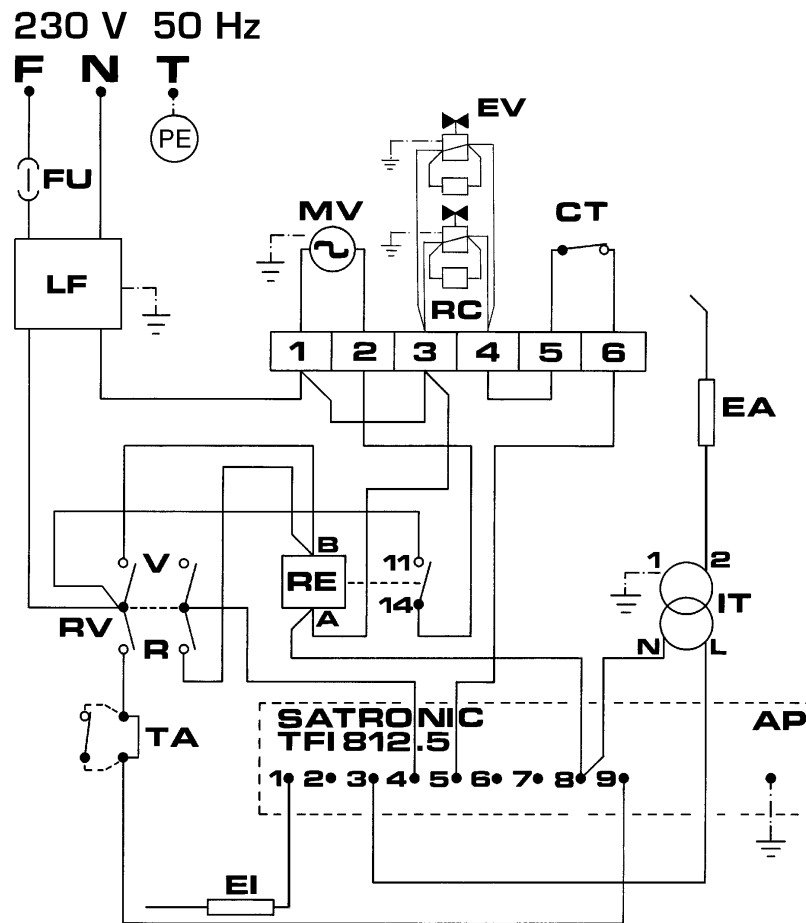 230 V 50 Hz
F N T
PE
EV
FU
MV
CT
LF
RC
1 2 3 4 5 6
EA
B
V
11
1 2
RE
IT
14
RV
A
R
N L
SATRONIC
TFI 812.5
AP
TA
1 2 3 4 5 6 7 8 9
EI